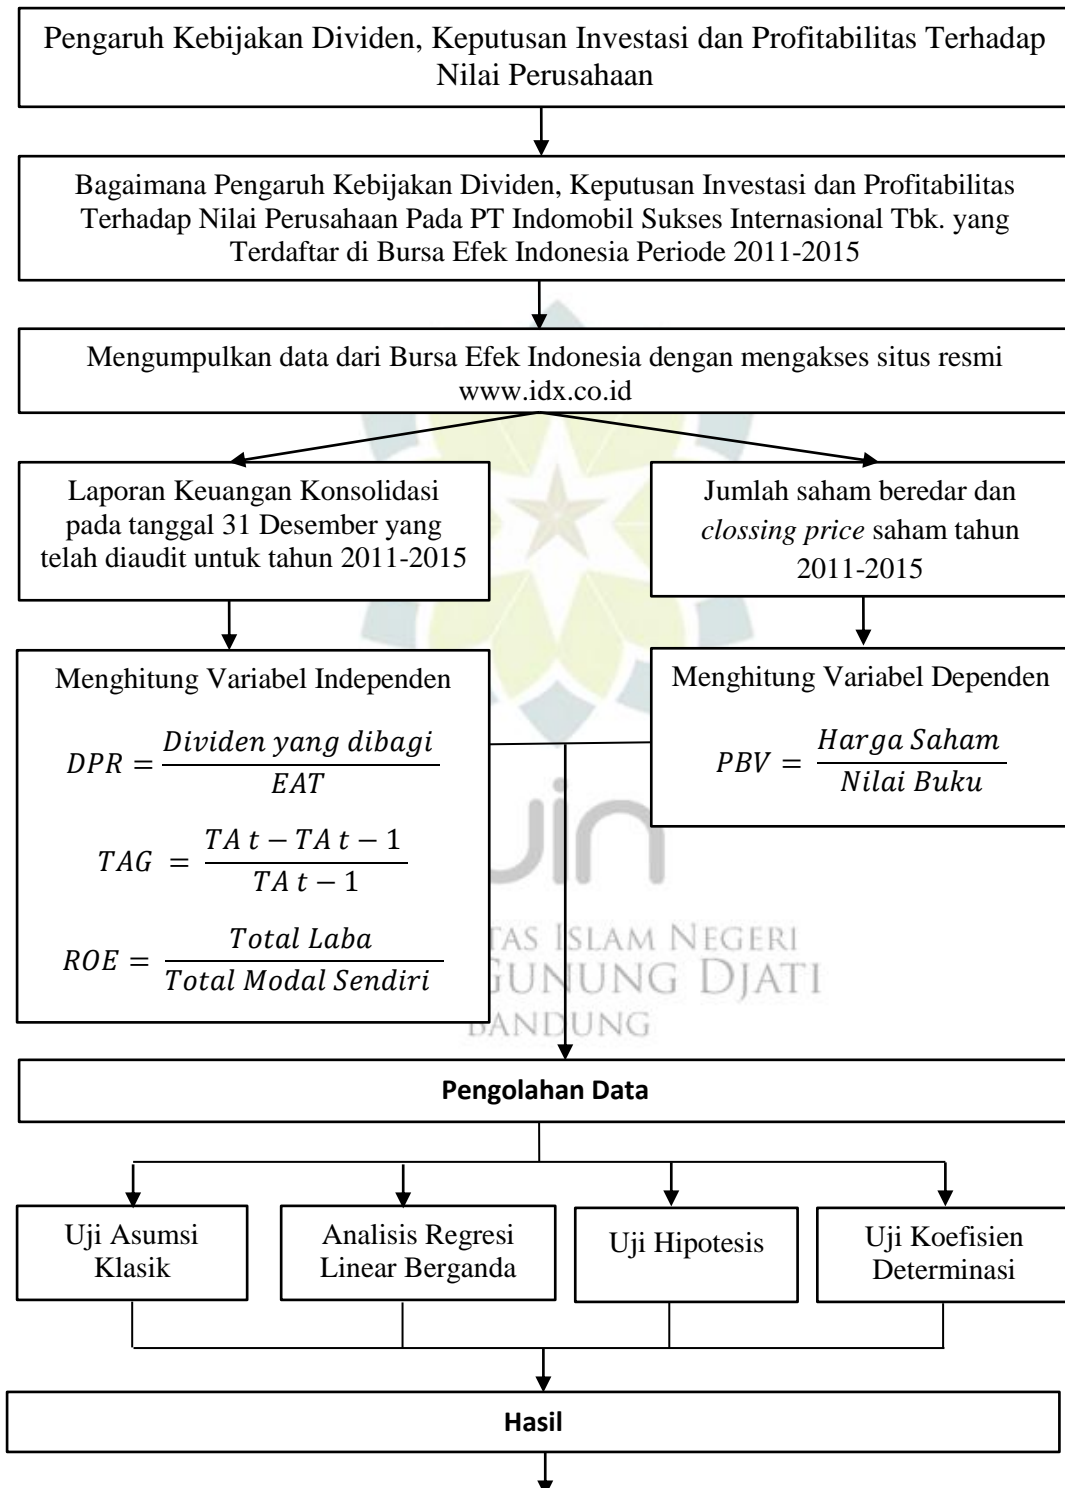 Pengaruh Kebijakan Dividen, Keputusan Investasi dan Profitabilitas Terhadap
Nilai Perusahaan
Bagaimana Pengaruh Kebijakan Dividen, Keputusan Investasi dan Profitabilitas
Terhadap Nilai Perusahaan Pada PT Indomobil Sukses Internasional Tbk. yang
Terdaftar di Bursa Efek Indonesia Periode 2011-2015
Mengumpulkan data dari Bursa Efek Indonesia dengan mengakses situs resmi
www.idx.co.id
Laporan Keuangan Konsolidasi
pada tanggal 31 Desember yang
telah diaudit untuk tahun 2011-2015
Jumlah saham beredar dan
clossing price saham tahun
2011-2015
Menghitung Variabel Independen
DPR = Dividen yang dibagi / EAT
TAG = TA t − TA t − 1 / TA t − 1
ROE = Total Laba / Total Modal Sendiri
Menghitung Variabel Dependen
PBV = Harga Saham / Nilai Buku
uin
TAS ISLAM NEGERI
GUNUNG DJATI
BANDUNG
Pengolahan Data
Uji Asumsi
Klasik
Analisis Regresi
Linear Berganda
Uji Hipotesis
Uji Koefisien
Determinasi
Hasil